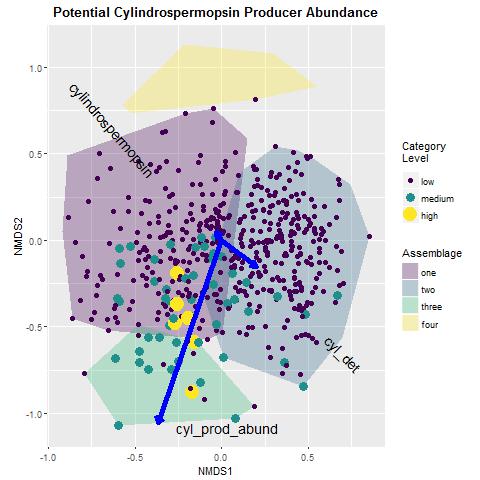 Potential Cylindrospermopsin Producer Abundance
1.0
0.5
0.0
-0.5
-1.0
NMDS2
-1.0
-0.5
0.0
0.5
NMDS1
cylindrospermopsin
cyl_det
cyl_prod_abund
Category
Level
low
medium
high
Assemblage
one
two
three
four